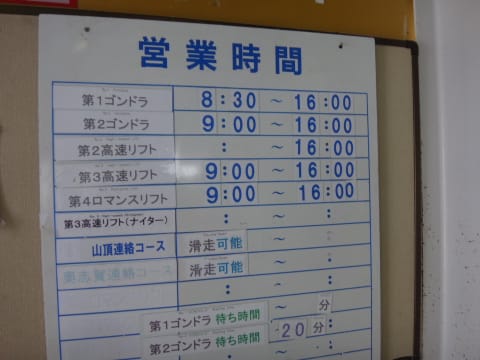 営業時間
第1ゴンドラ 8:30 ～ 16:00
第2ゴンドラ 9:00 ～ 16:00
第2高速リフト : ～ 16:00
第3高速リフト 9:00 ～ 16:00
第4ロマンスリフト 9:00 ～ 16:00
第3高速リフト(ナイター) : ～ :
山頂連絡コース 滑走可能
奥志賀連絡コース 滑走可能
: ～ :
第1ゴンドラ 待ち時間 ～ 分
第2ゴンドラ 待ち時間 -20分